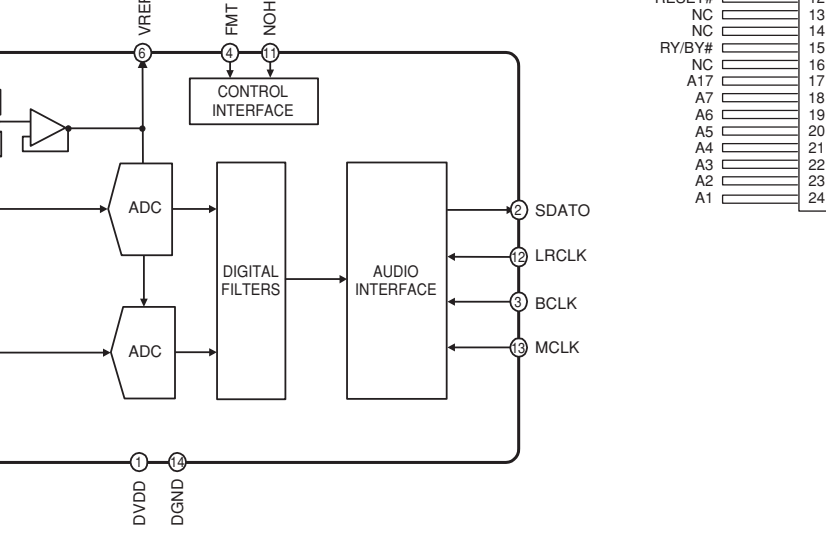 VREF
FMT
NOH
6
4
11
CONTROL
INTERFACE
ADC
ADC
DIGITAL
FILTERS
AUDIO
INTERFACE
2 SDATO
12 LRCLK
3 BCLK
13 MCLK
1
14
DVDD
DGND
RESET# 12
NC 13
NC 14
RY/BY# 15
NC 16
A17 17
A7 18
A6 19
A5 20
A4 21
A3 22
A2 23
A1 24